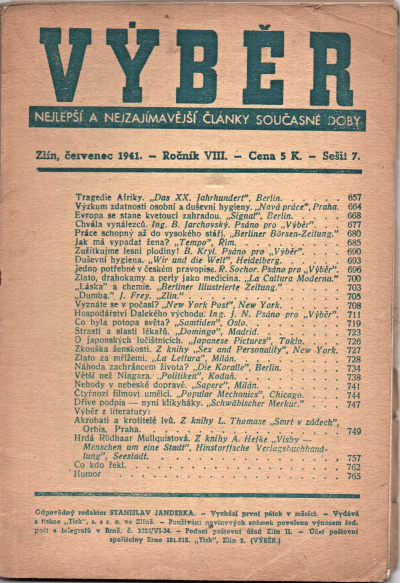 VÝBĚR
NEJLEPŠÍ A NEJZAJÍMAVĚJŠÍ ČLÁNKY SOUČASNÉ DOBY
Zlín, červenec 1941. – Ročník VIII. – Cena 5 K. – Sešit 7.
Tragedie Afriky. „Das XX. Jahrhundert", Berlin. 657
Výzkum zdatnosti osobní a duševní hygieny. „Nová práce", Praha. 664
Evropa se stane kvetoucí zahradou. „Signal", Berlin. 668
Chvála vynálezců. Ing. B. Jarchovský. Psáno pro „Výběr" 677
Práce schopný až do vysokého stáří. „Berliner Börsen-Zeitung." 680
Jak má vypadat žena? „Tempo", Řím. 685
Zužitkujme lesní plody! B. Kryl. Psáno pro „Výběr" 690
Duševní hygiena. „Wir und die Welt", Heidelberg. 693
Jedno potřebné v českém pravopise. R. Sochor. Psáno pro „Výběr" 696
Zlato, drahokamy a perly jako medicina. „La Cultura Moderna." 700
„Láska" a chemie. „Berliner Illustrierte Zeitung." 703
„Dumba." J. Frey. „Zlín." 705
Vyznáte se v počasí? „New York Post", New York. 708
Hospodářství Dalekého východu. Ing. J. N. Psáno pro „Výběr" 711
Co byla potopa světa? „Samtiden", Oslo. 719
Strasti a slasti lékařů. „Domingo", Madrid. 723
O japonských lučištnicích. „Japanese Pictures", Tokio. 726
Zkouška ženskosti. Z knihy „Sex and Personality", New York. 727
Zlato za mřížemi. „La Lettura", Milán. 728
Náhoda zachráncem života? „Die Koralle", Berlin. 734
Větší než Niagara. „Politiken", Kodaň. 738
Nehody v nebeské dopravě. „Sapere", Milán. 741
Čtyřnozí filmoví umělci. „Popular Mechanics", Chicago. 744
Dříve podpis — nyní klikyháky. „Schwäbischer Merkur." 747
Výběr z literatury:
Akrobati a krotitelé lvů. Z knihy L. Thomase „Smrt v zádech",
Orbis, Praha. 749
Hrdá Rödhaar Mullquistová. Z knihy A. Hefke „Visby —
Menschen um eine Stadt", Hinstorffsche Verlagsbuchhand-
lung", Seestadt. 757
Co kdo řekl. 762
Humor 765
Odpovědný redaktor STANISLAV JANDERKA. – Vychází první pátek v měsíci. – Vydává
a tiskne „Tisk", s. s r. o. ve Zlíně. – Používání novinových známek povoleno výnosem řed.
pošt a telegrafů v Brně, č. – Podací poštovní úřad Zlín II. – Účet poštovní
spořitelny Brno 101.012. „Tisk", Zlín 2. (VÝBĚR.)